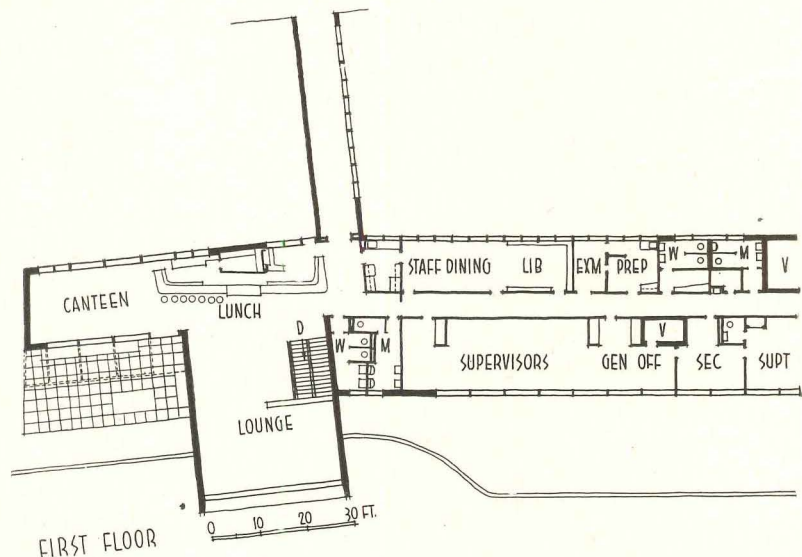 STAFF DINING LIB EXM PREP W M V
CANTEEN
LUNCH
D W M
V
SUPERVISORS GEN OFF SEC SUPT
LOUNGE
0 10 20 30 FT.
FIRST FLOOR